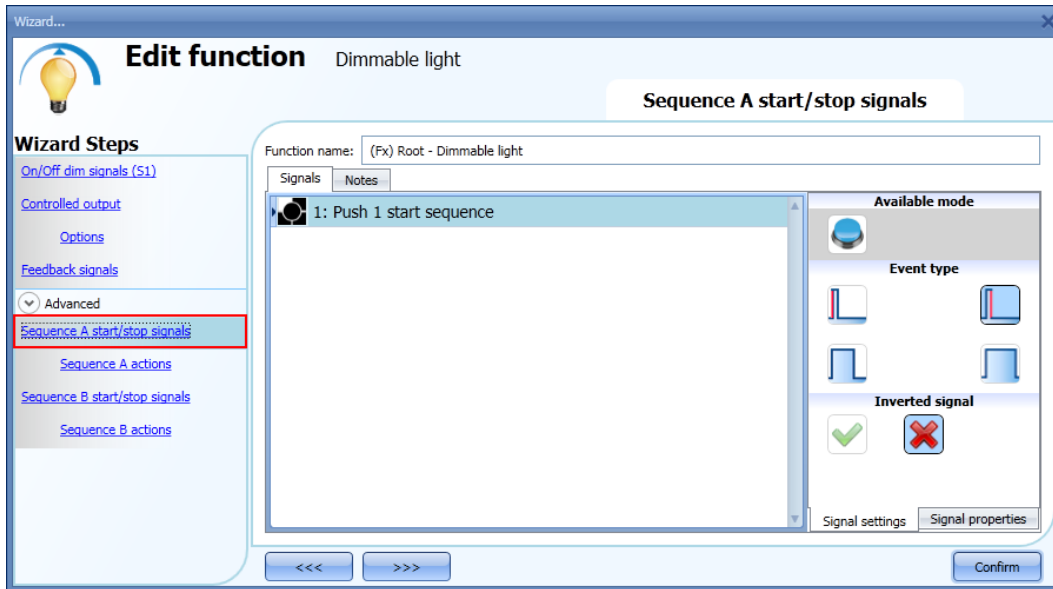 Wizard...
Edit function Dimmable light
Sequence A start/stop signals
Wizard Steps
On/Off dim signals (S1)
Controlled output
Options
Feedback signals
Advanced
Sequence A start/stop signals
Sequence A actions
Sequence B start/stop signals
Sequence B actions
Function name: (Fx) Root - Dimmable light
Signals Notes
1: Push 1 start sequence
Available mode
Event type
Inverted signal
Signal settings Signal properties
<<< >>> Confirm